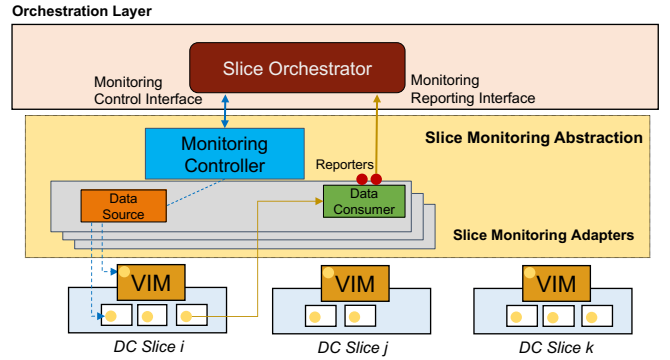 Orchestration Layer
Slice Orchestrator
Monitoring
Control Interface
Monitoring
Reporting Interface
Slice Monitoring Abstraction
Monitoring
Controller
Reporters
Data
Source
Data
Consumer
Slice Monitoring Adapters
VIM
VIM
VIM
DC Slice i
DC Slice j
DC Slice k